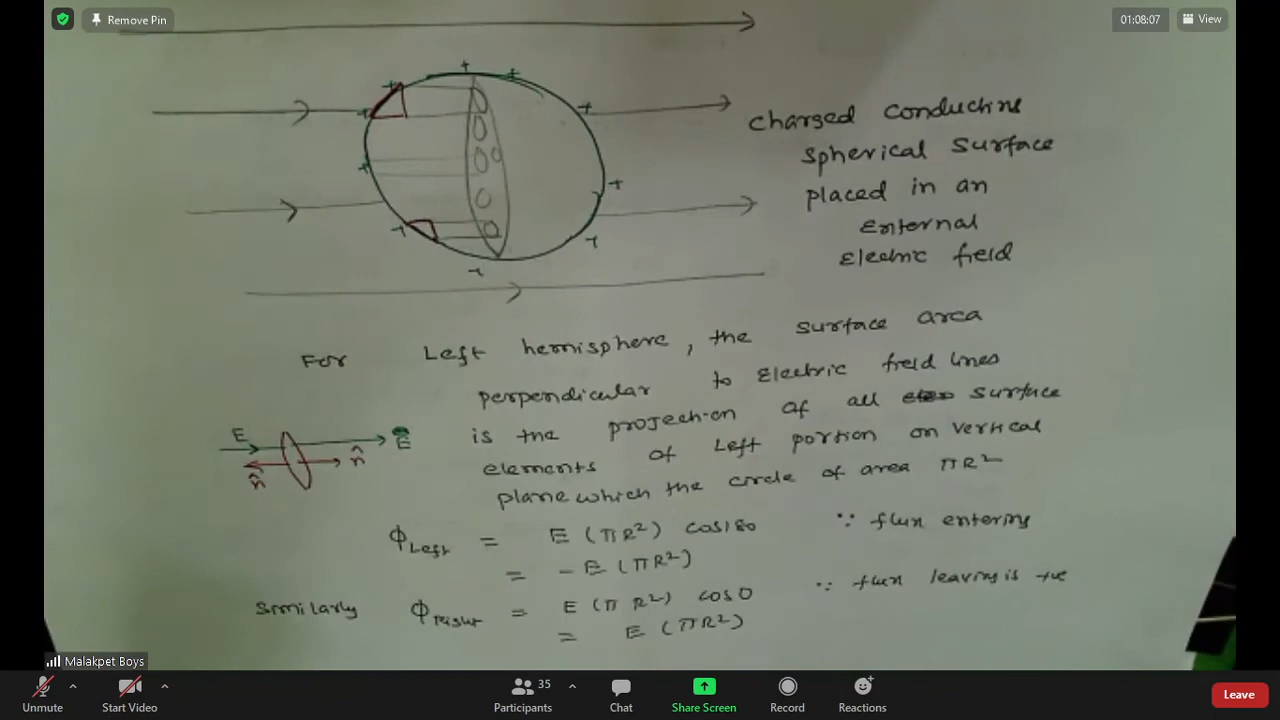 Remove Pin
01:08:07
View
charged conducting
spherical surface
placed in an
External
Electric field
For Left hemisphere, the surface area
perpendicular to Electric field lines
is the projection of all surface
elements of Left portion on vertical
plane which the circle of area πR²
E E
n̂ n̂
Φ Left = E (πR²) cos180 ∵ flux entering
= - E (πR²)
Similarly Φ Right = E (πR²) cos0 ∵ flux leaving is +ve
= E (πR²)
Malakpet Boys
Unmute
Start Video
35
Participants
Chat
Share Screen
Record
Reactions
Leave